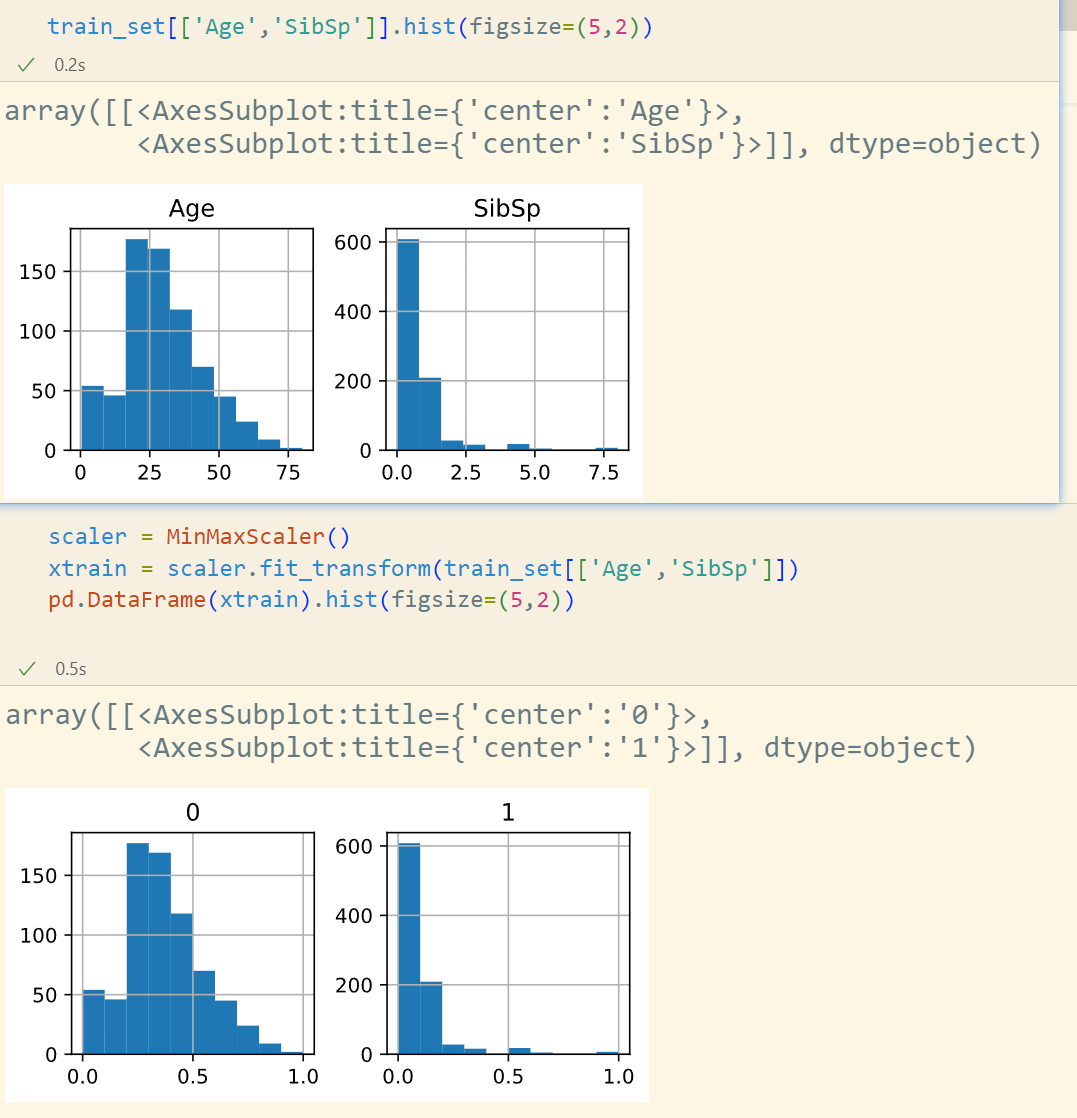 train_set[['Age','SibSp']].hist(figsize=(5,2))
0.2s
array([[<AxesSubplot:title={'center':'Age'}>,
<AxesSubplot:title={'center':'SibSp'}>]], dtype=object)
Age SibSp
150
100
50
0
0 25 50 75
600
400
200
0
0.0 2.5 5.0 7.5
scaler = MinMaxScaler()
xtrain = scaler.fit_transform(train_set[['Age','SibSp']])
pd.DataFrame(xtrain).hist(figsize=(5,2))
0.5s
array([[<AxesSubplot:title={'center':'0'}>,
<AxesSubplot:title={'center':'1'}>]], dtype=object)
0 1
150
100
50
0
0.0 0.5 1.0
600
400
200
0
0.0 0.5 1.0